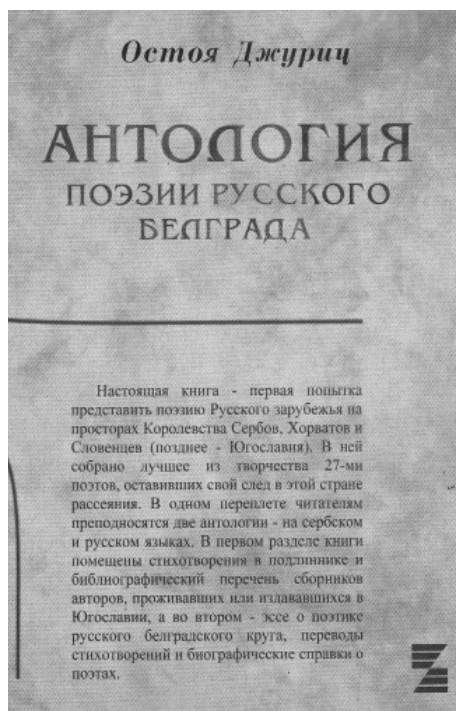 Остоя Джурич
АНТОЛОГИЯ
ПОЭЗИИ РУССКОГО
БЕЛГРАДА
Настоящая книга - первая попытка
представить поэзию Русского зарубежья на
просторах Королевства Сербов, Хорватов и
Словенцев (позднее - Югославия). В ней
собрано лучшее из творчества 27-ми
поэтов, оставивших свой след в этой стране
рассеяния. В одном переплете читателям
преподносятся две антологии - на сербском
и русском языках. В первом разделе книги
помещены стихотворения в подлиннике и
библиографический перечень сборников
авторов, проживавших или издававшихся в
Югославии, а во втором - эссе о поэтике
русского белградского круга, переводы
стихотворений и биографические справки о
поэтах.